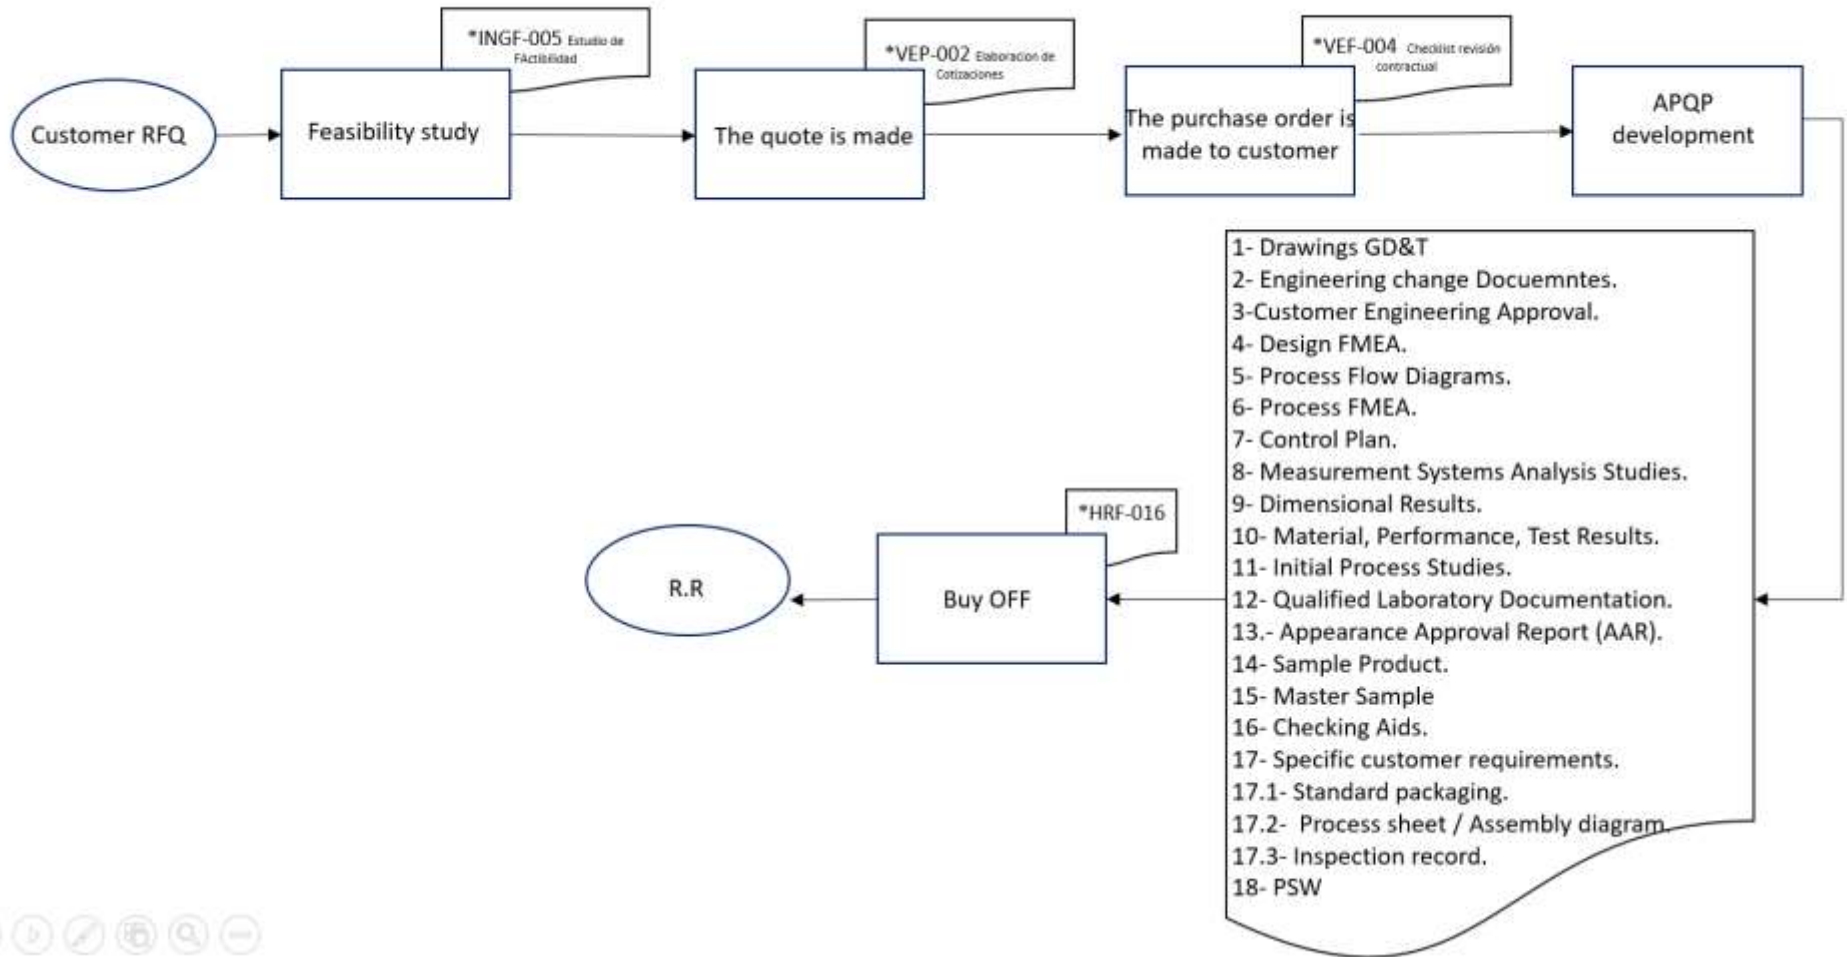 *INGF-005 Estudio de
FActibilidad
*VEP-002 Elaboracion de
Cotizaciones
*VEF-004 Checklist revisión
contractual
Customer RFQ
Feasibility study
The quote is made
The purchase order is
made to customer
APQP
development
1- Drawings GD&T
2- Engineering change Docuemntes.
3-Customer Engineering Approval.
4- Design FMEA.
5- Process Flow Diagrams.
6- Process FMEA.
7- Control Plan.
8- Measurement Systems Analysis Studies.
9- Dimensional Results.
10- Material, Performance, Test Results.
11- Initial Process Studies.
12- Qualified Laboratory Documentation.
13.- Appearance Approval Report (AAR).
14- Sample Product.
15- Master Sample
16- Checking Aids.
17- Specific customer requirements.
17.1- Standard packaging.
17.2- Process sheet / Assembly diagram.
17.3- Inspection record.
18- PSW
*HRF-016
Buy OFF
R.R